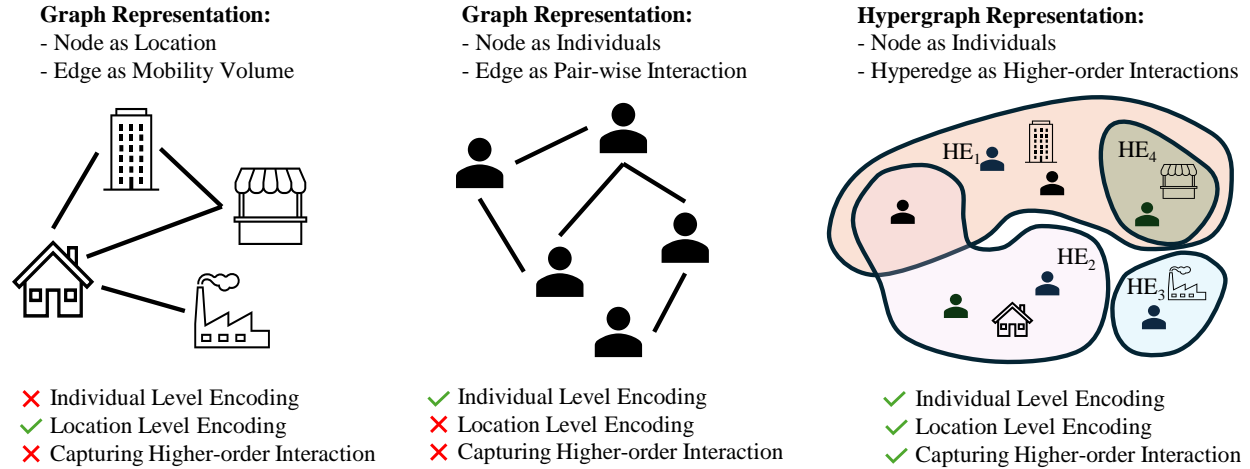 Graph Representation:
- Node as Location
- Edge as Mobility Volume
Individual Level Encoding
Location Level Encoding
Capturing Higher-order Interaction
Graph Representation:
- Node as Individuals
- Edge as Pair-wise Interaction
Individual Level Encoding
Location Level Encoding
Capturing Higher-order Interaction
Hypergraph Representation:
- Node as Individuals
- Hyperedge as Higher-order Interactions
HE₁
HE₄
HE₂
HE₃
Individual Level Encoding
Location Level Encoding
Capturing Higher-order Interaction